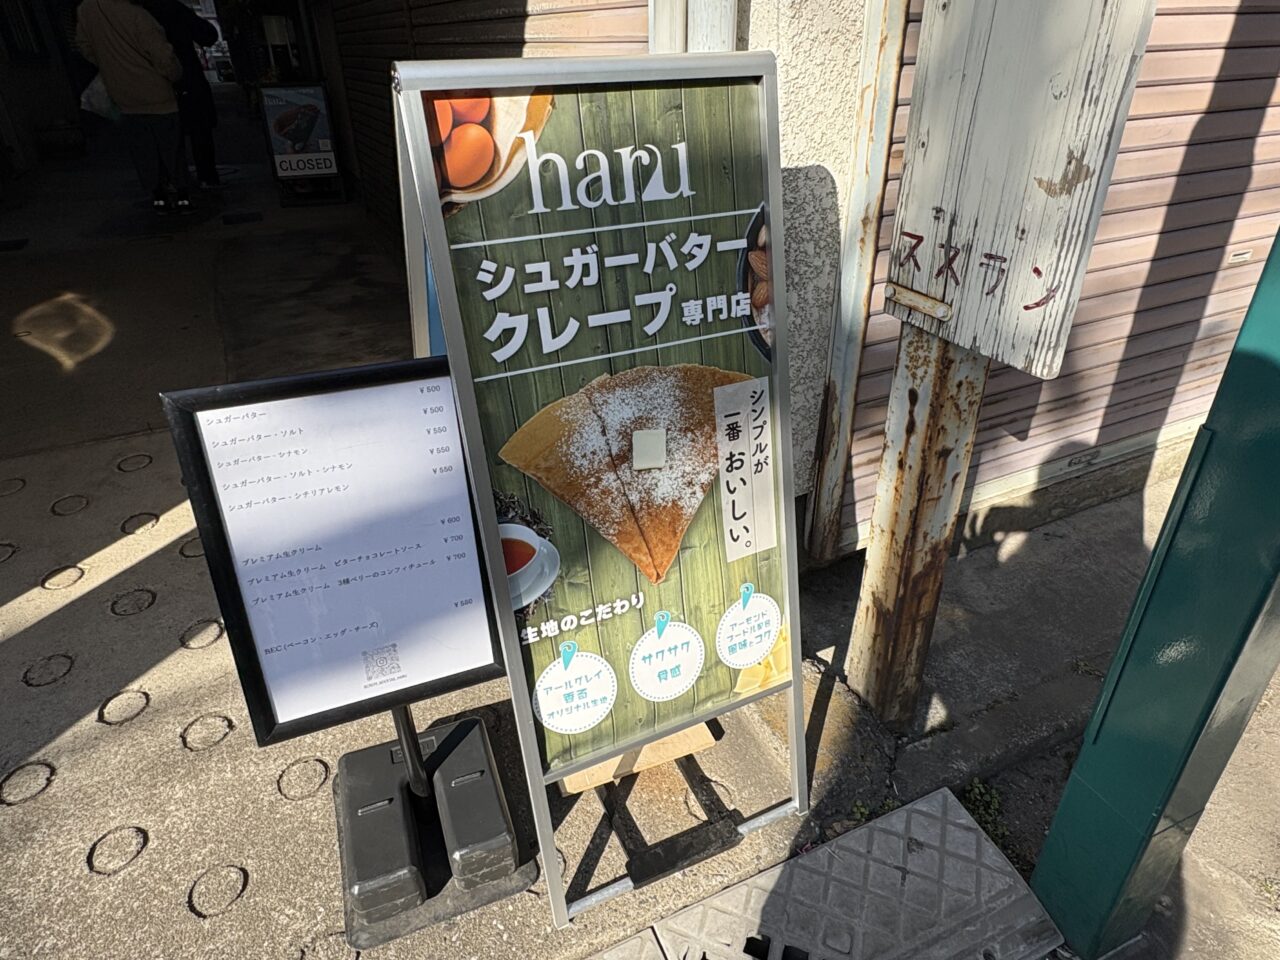 haru
シュガーバター
クレープ専門店
シンプルが
一番おいしい。
生地のこだわり
アールグレイ
香る
オリジナル生地
サクサク
食感
アーモンド
プードル配合
風味とコク
シュガーバター ¥500
シュガーバター・ソルト ¥500
シュガーバター・シナモン ¥550
シュガーバター・ソルト・シナモン ¥550
シュガーバター・シチリアレモン ¥550
プレミアム生クリーム ¥600
プレミアム生クリーム ビターチョコレートソース ¥700
プレミアム生クリーム 3種ベリーのコンフィチュール ¥700
BEC(ベーコン・エッグ・チーズ) ¥550
スズラン
CLOSED